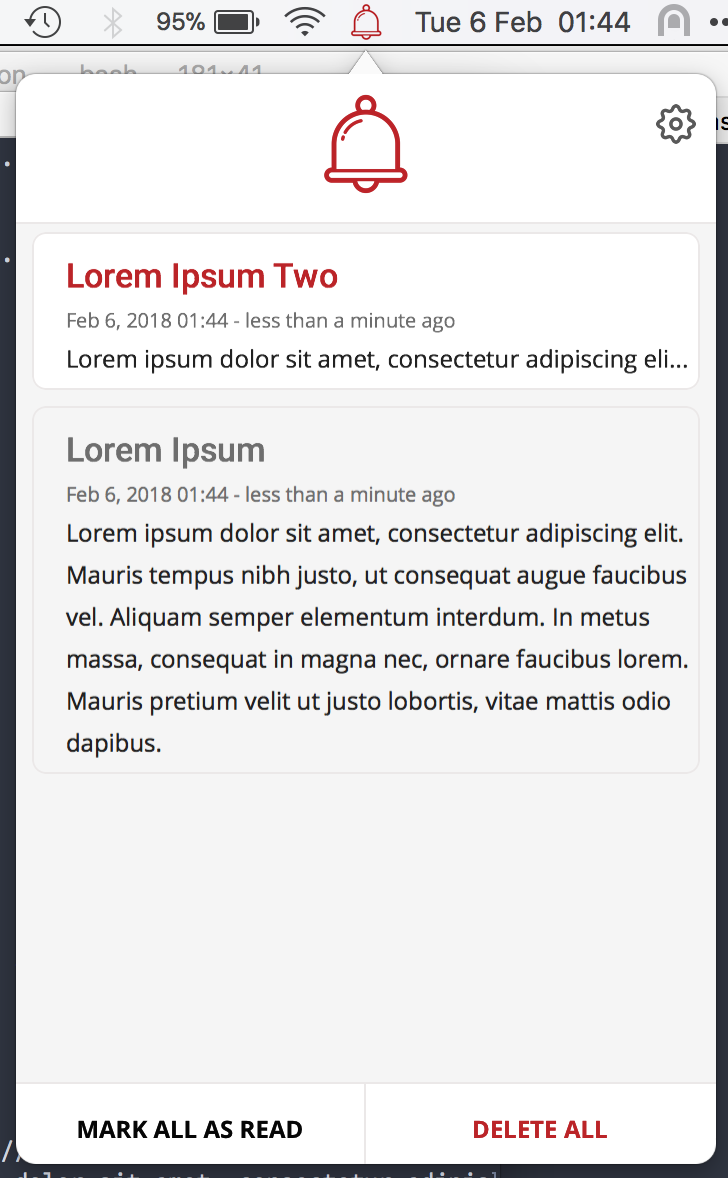 95% Tue 6 Feb 01:44
bash
Lorem Ipsum Two
Feb 6, 2018 01:44 - less than a minute ago
Lorem ipsum dolor sit amet, consectetur adipiscing eli...
Lorem Ipsum
Feb 6, 2018 01:44 - less than a minute ago
Lorem ipsum dolor sit amet, consectetur adipiscing elit.
Mauris tempus nibh justo, ut consequat augue faucibus
vel. Aliquam semper elementum interdum. In metus
massa, consequat in magna nec, ornare faucibus lorem.
Mauris pretium velit ut justo lobortis, vitae mattis odio
dapibus.
MARK ALL AS READ DELETE ALL